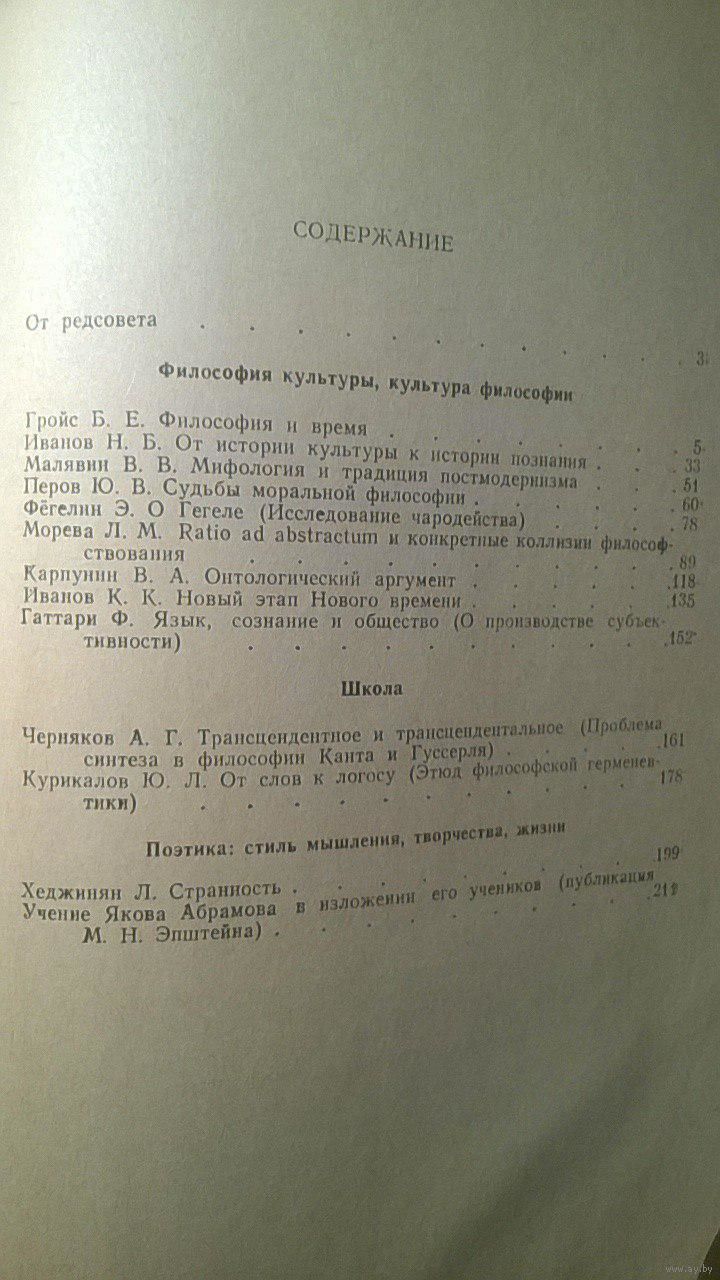 СОДЕРЖАНИЕ
От редсовета . . . . . . . . . . . 3
Философия культуры, культура философии
Гройс Б. Е. Философия и время . . . . . . . 5
Иванов Н. Б. От истории культуры к истории познания . . . 33
Малявин В. В. Мифология и традиция постмодернизма . . . 51
Перов Ю. В. Судьбы моральной философии . . . . . 60
Фёгелин Э. О Гегеле (Исследование чародейства) . . . . 78
Морева Л. М. Ratio ad abstractum и конкретные коллизии философ-
ствования . . . . . . . . . . . 89
Карпунин В. А. Онтологический аргумент . . . . . 118
Иванов К. К. Новый этап Нового времени . . . . . 135
Гаттари Ф. Язык, сознание и общество (О производстве субъек-
тивности) . . . . . . . . . . 152
Школа
Черняков А. Г. Трансцендентное и трансцендентальное (Проблема
синтеза в философии Канта и Гуссерля) . . . . . 161
Курикалов Ю. Л. От слов к логосу (Этюд философской герменев-
тики) . . . . . . . . . . 178
Поэтика: стиль мышления, творчества, жизни
Хеджинян Л. Странность . . . . . . . . . 199
Учение Якова Абрамова в изложении его учеников (публикация
М. Н. Эпштейна) . . . . . . . . . 211
www.ay.by